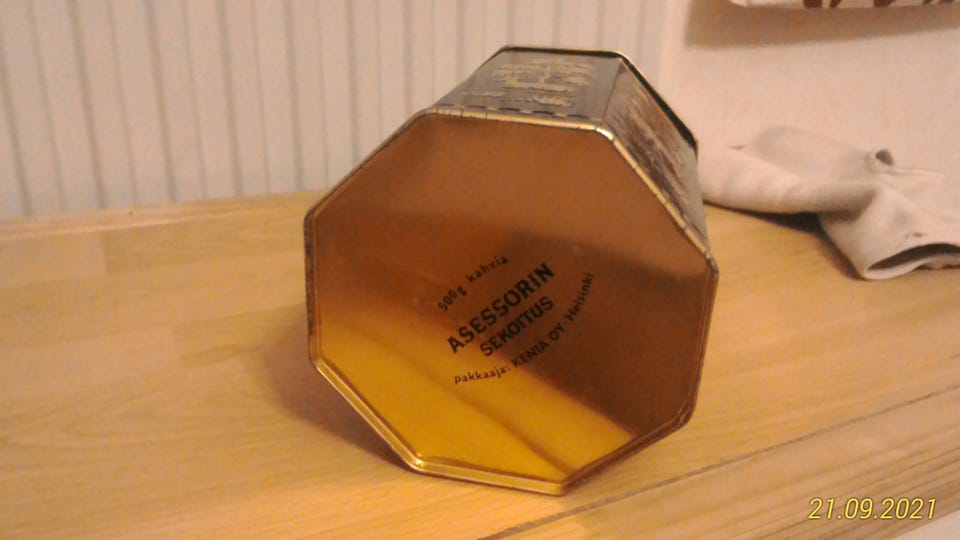 500g kahvia
ASESSORIN
SEKOITUS
pakkaaja: KENIA OY·Helsinki
21.09.2021